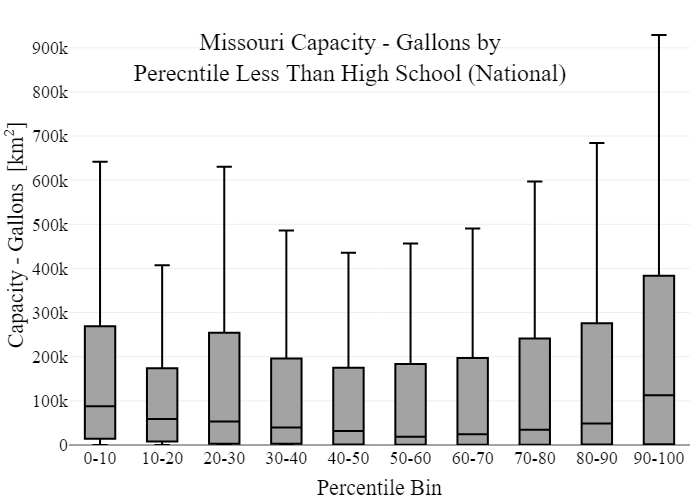 Missouri Capacity - Gallons by
Perecntile Less Than High School (National)
Capacity - Gallons [km²]
900k
800k
700k
600k
500k
400k
300k
200k
100k
0
0-10 10-20 20-30 30-40 40-50 50-60 60-70 70-80 80-90 90-100
Percentile Bin